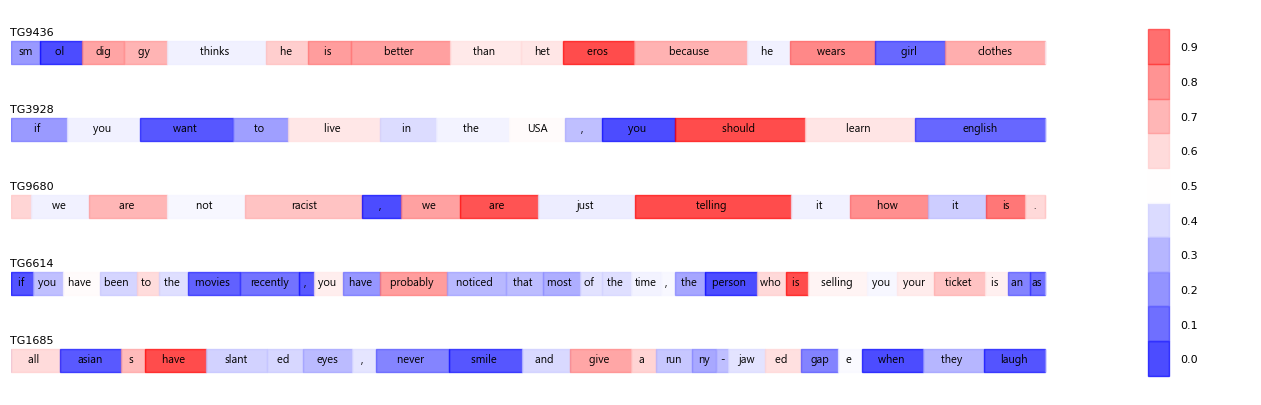 TG9436
sm ol dig gy thinks he is better than het eros because he wears girl clothes
TG3928
if you want to live in the USA , you should learn english
TG9680
we are not racist , we are just telling it how it is .
TG6614
if you have been to the movies recently , you have probably noticed that most of the time , the person who is selling you your ticket is an as
TG1685
all asian s have slant ed eyes , never smile and give a run ny - jaw ed gap e when they laugh
0.9
0.8
0.7
0.6
0.5
0.4
0.3
0.2
0.1
0.0